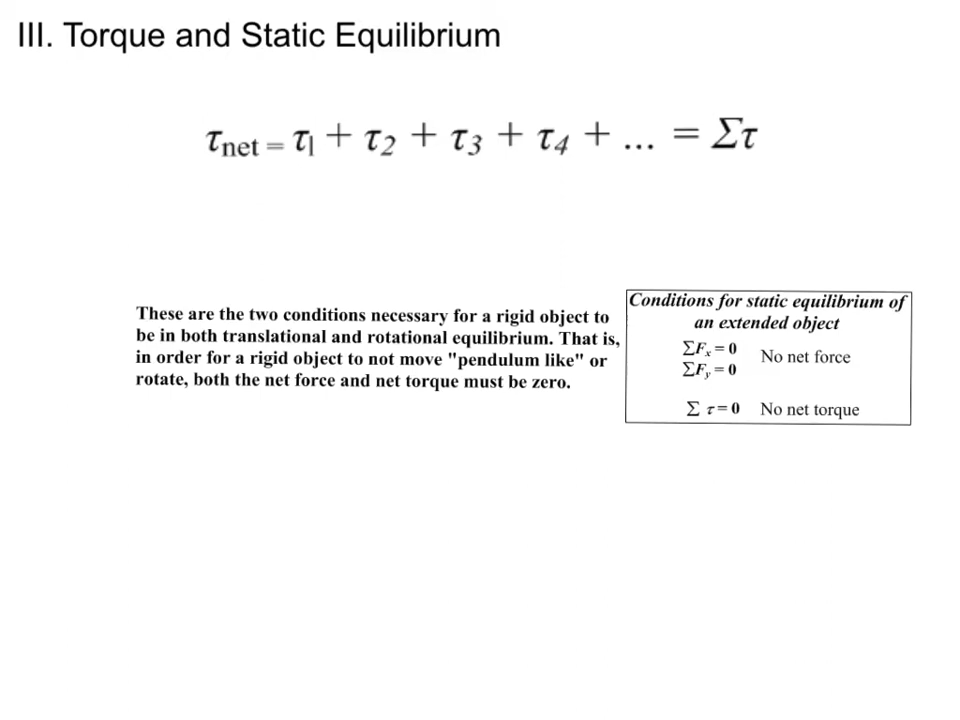 III. Torque and Static Equilibrium
τnet = τ1 + τ2 + τ3 + τ4 + ... = Στ
These are the two conditions necessary for a rigid object to
be in both translational and rotational equilibrium. That is,
in order for a rigid object to not move "pendulum like" or
rotate, both the net force and net torque must be zero.
Conditions for static equilibrium of
an extended object
ΣFx = 0
ΣFy = 0
No net force
Σ τ = 0 No net torque